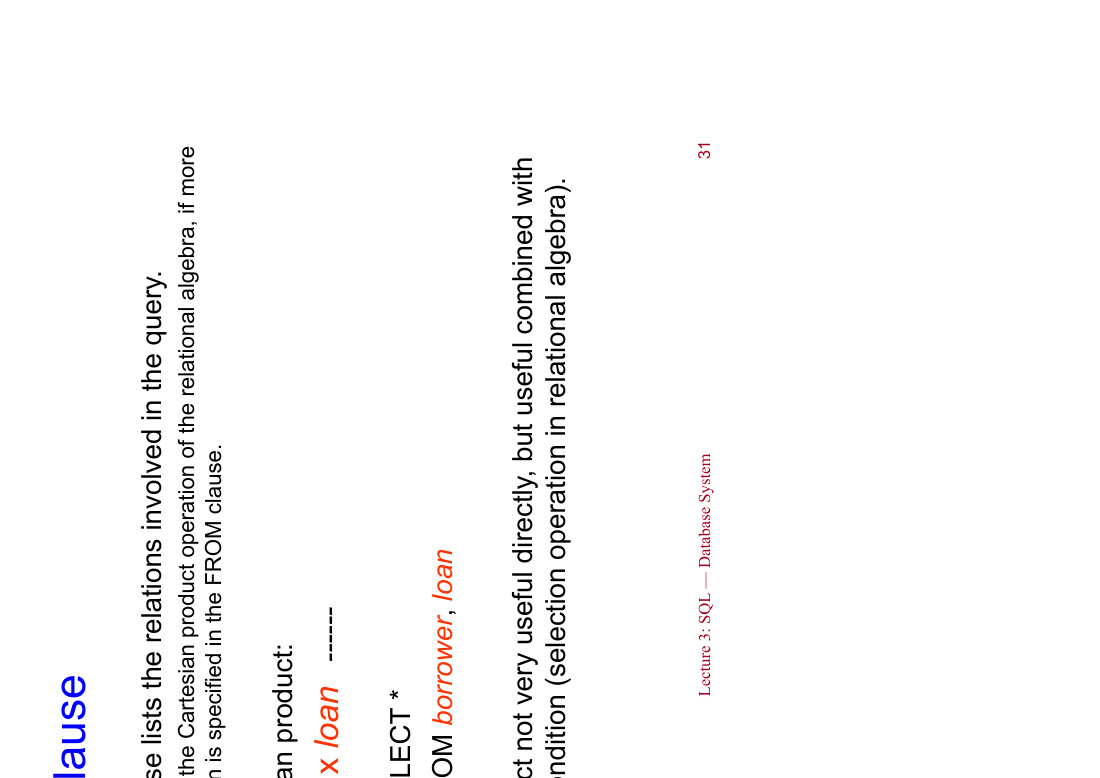 lause
se lists the relations involved in the query.
the Cartesian product operation of the relational algebra, if more
n is specified in the FROM clause.
an product:
x loan ------
LECT *
OM borrower, loan
ct not very useful directly, but useful combined with
ondition (selection operation in relational algebra).
Lecture 3: SQL — Database System 31